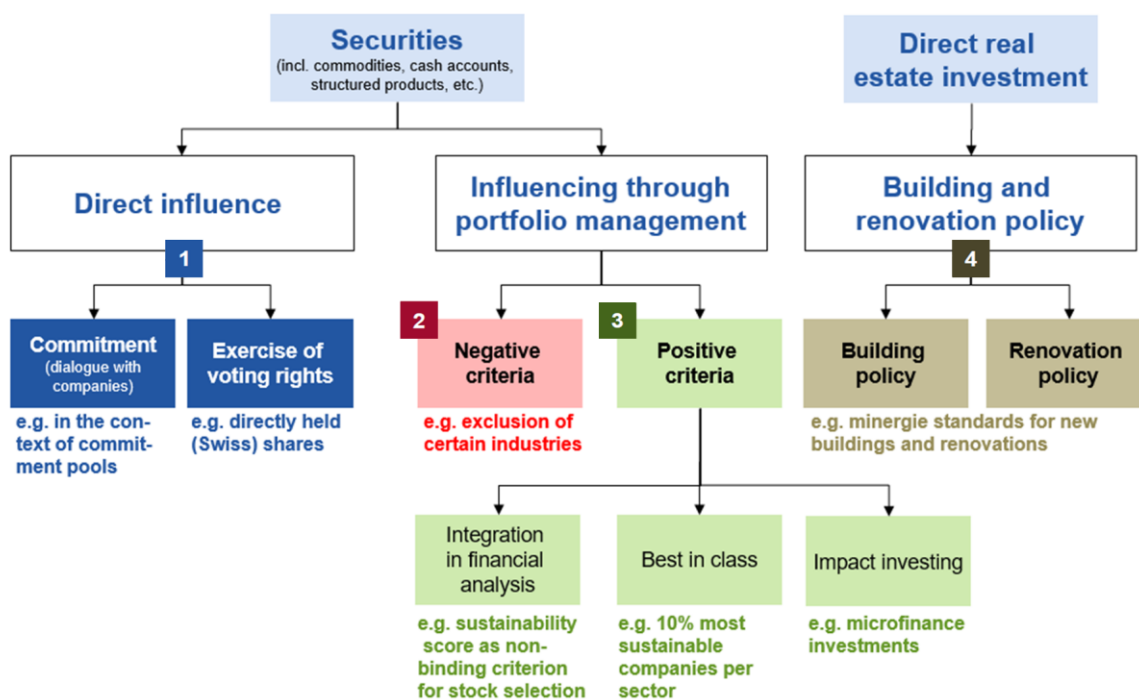 Securities
(incl. commodities, cash accounts,
structured products, etc.)
Direct real
estate investment
Direct influence
Influencing through
portfolio management
Building and
renovation policy
1
2
3
4
Commitment
(dialogue with
companies)
Exercise of
voting rights
Negative
criteria
Positive
criteria
Building
policy
Renovation
policy
e.g. in the con-
text of commit-
ment pools
e.g. directly held
(Swiss) shares
e.g. exclusion of
certain industries
e.g. minergie standards for new
buildings and renovations
Integration
in financial
analysis
Best in class
Impact investing
e.g. sustainability
score as non-
binding criterion
for stock selection
e.g. 10% most
sustainable
companies per
sector
e.g. microfinance
investments